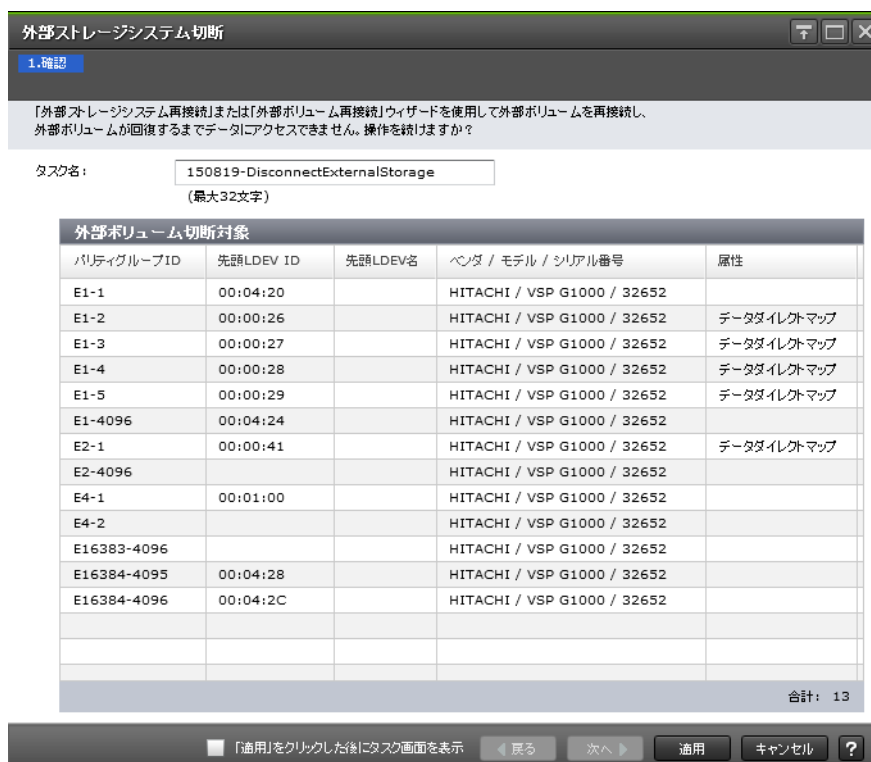 外部ストレージシステム切断
1.確認
「外部ストレージシステム再接続」または「外部ボリューム再接続」ウィザードを使用して外部ボリュームを再接続し、
外部ボリュームが回復するまでデータにアクセスできません。操作を続けますか？
タスク名: 150819-DisconnectExternalStorage
(最大32文字)
外部ボリューム切断対象
パリティグループID 先頭LDEV ID 先頭LDEV名 ベンダ / モデル / シリアル番号 属性
E1-1 00:04:20 HITACHI / VSP G1000 / 32652
E1-2 00:00:26 HITACHI / VSP G1000 / 32652 データダイレクトマップ
E1-3 00:00:27 HITACHI / VSP G1000 / 32652 データダイレクトマップ
E1-4 00:00:28 HITACHI / VSP G1000 / 32652 データダイレクトマップ
E1-5 00:00:29 HITACHI / VSP G1000 / 32652 データダイレクトマップ
E1-4096 00:04:24 HITACHI / VSP G1000 / 32652
E2-1 00:00:41 HITACHI / VSP G1000 / 32652 データダイレクトマップ
E2-4096 HITACHI / VSP G1000 / 32652
E4-1 00:01:00 HITACHI / VSP G1000 / 32652
E4-2 HITACHI / VSP G1000 / 32652
E16383-4096 HITACHI / VSP G1000 / 32652
E16384-4095 00:04:28 HITACHI / VSP G1000 / 32652
E16384-4096 00:04:2C HITACHI / VSP G1000 / 32652
合計: 13
「適用」をクリックした後にタスク画面を表示 戻る 次へ 適用 キャンセル ?